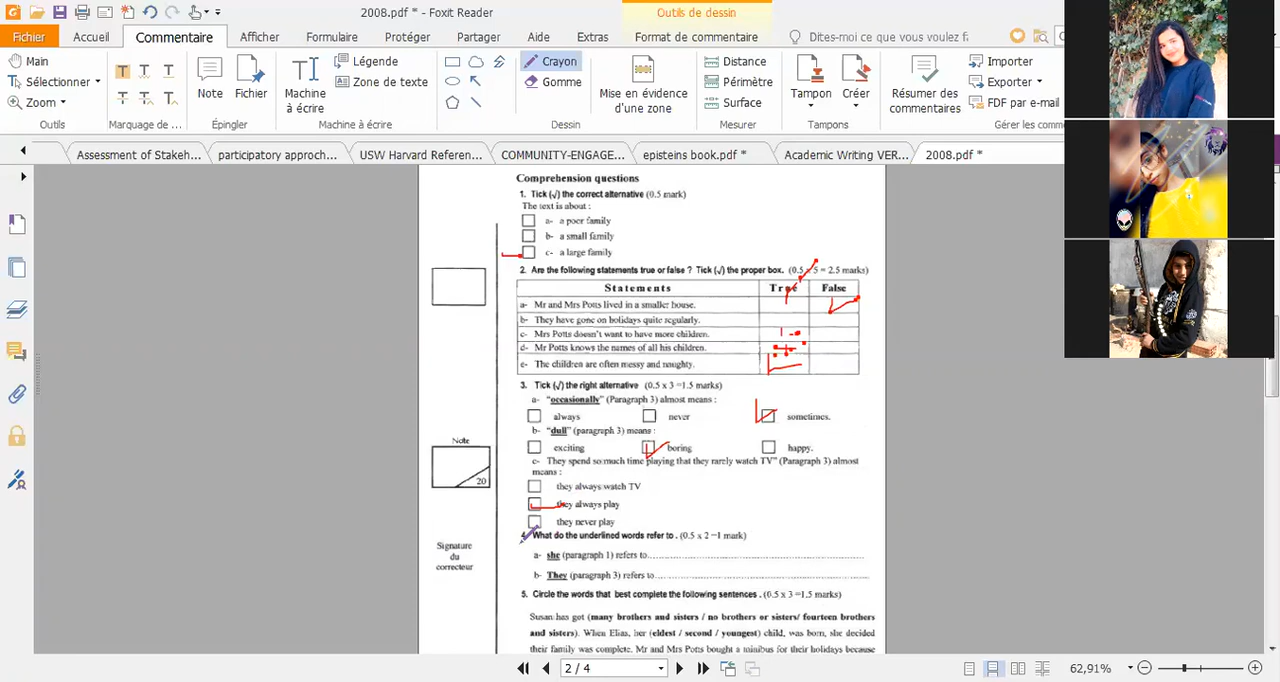 2008.pdf * - Foxit Reader
Outils de dessin
Fichier
Accueil
Commentaire
Afficher
Formulaire
Protéger
Partager
Aide
Extras
Format de commentaire
Dites-moi ce que vous voulez fi
Main
Sélectionner
Zoom
Outils
Marquage de ...
Note
Fichier
Épingler
Machine à écrire
Légende
Zone de texte
Machine à écrire
Crayon
Gomme
Mise en évidence d'une zone
Dessin
Distance
Périmètre
Surface
Mesurer
Tampon
Créer
Tampons
Résumer des commentaires
Importer
Exporter
FDF par e-mail
Gérer les comm
Assessment of Stakeh...
participatory approch...
USW Harvard Referen...
COMMUNITY-ENGAGE...
episteins book.pdf *
Academic Writing VER...
2008.pdf *
Comprehension questions
1. Tick (√) the correct alternative (0.5 mark)
The text is about :
a- a poor family
b- a small family
c- a large family
2. Are the following statements true or false ? Tick (√) the proper box. (0.5 x 5 = 2.5 marks)
Statements True False
a- Mr and Mrs Potts lived in a smaller house.
b- They have gone on holidays quite regularly.
c- Mrs Potts doesn't want to have more children.
d- Mr Potts knows the names of all his children.
e- The children are often messy and naughty.
3. Tick (√) the right alternative (0.5 x 3 =1.5 marks)
a- "occasionally" (Paragraph 3) almost means :
always never sometimes.
b- "dull" (paragraph 3) means :
exciting boring happy.
c- They spend so much time playing that they rarely watch TV" (Paragraph 3) almost
means :
they always watch TV
they always play
they never play
4. What do the underlined words refer to . (0.5 x 2 =1 mark)
a- she (paragraph 1) refers to
b- They (paragraph 3) refers to
5. Circle the words that best complete the following sentences . (0.5 x 3 =1.5 marks)
Susan has got (many brothers and sisters / no brothers or sisters/ fourteen brothers
and sisters). When Elias, her (eldest / second / youngest) child, was born, she decided
their family was complete. Mr and Mrs Potts bought a minibus for their holidays because
Note
20
Signature
du
correcteur
2 / 4
62,91%